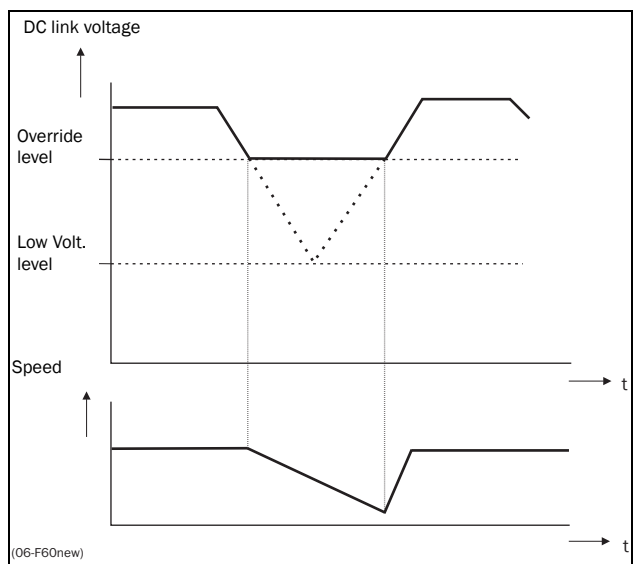 DC link voltage
Override
level
Low Volt.
level
t
Speed
t
(06-F60new)